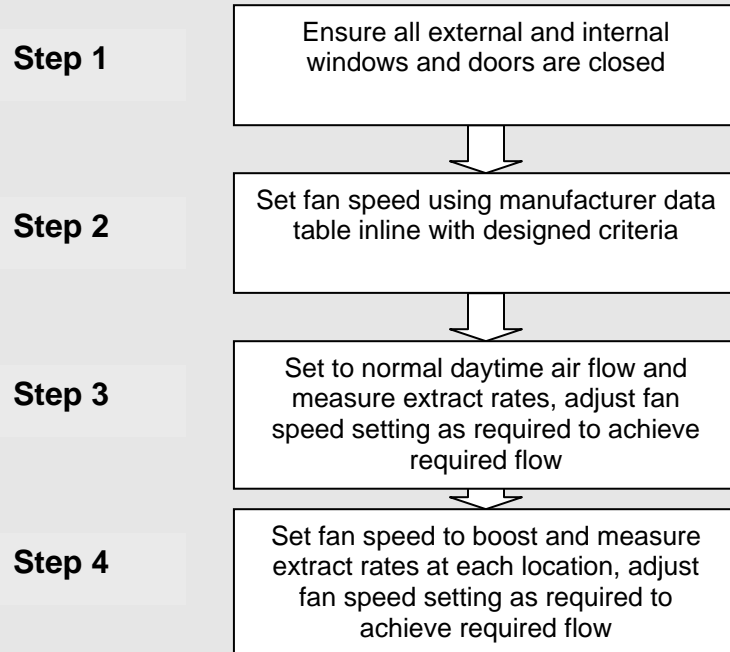 Step 1
Ensure all external and internal
windows and doors are closed
Step 2
Set fan speed using manufacturer data
table inline with designed criteria
Step 3
Set to normal daytime air flow and
measure extract rates, adjust fan
speed setting as required to achieve
required flow
Step 4
Set fan speed to boost and measure
extract rates at each location, adjust
fan speed setting as required to
achieve required flow